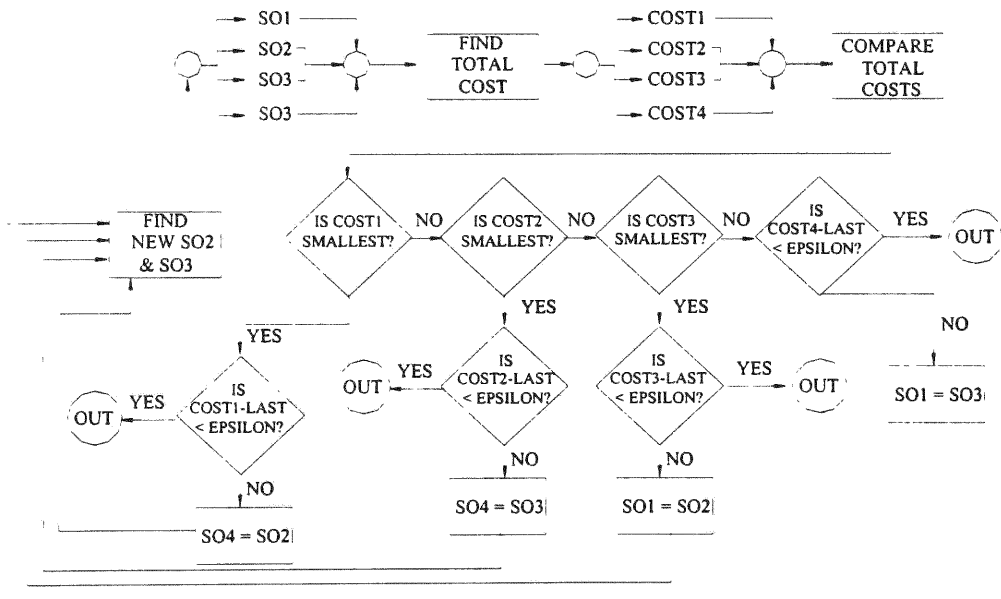 SO1
SO2
SO3
SO3
FIND
TOTAL
COST
COST1
COST2
COST3
COST4
COMPARE
TOTAL
COSTS
FIND
NEW SO2
& SO3
IS COST1
SMALLEST?
NO
IS COST2
SMALLEST?
NO
IS COST3
SMALLEST?
NO
IS
COST4-LAST
< EPSILON?
YES
OUT
YES
YES
YES
NO
IS
COST1-LAST
< EPSILON?
YES
OUT
IS
COST2-LAST
< EPSILON?
YES
OUT
IS
COST3-LAST
< EPSILON?
YES
OUT
SO1 = SO3
NO
SO4 = SO2
NO
SO4 = SO3
NO
SO1 = SO2